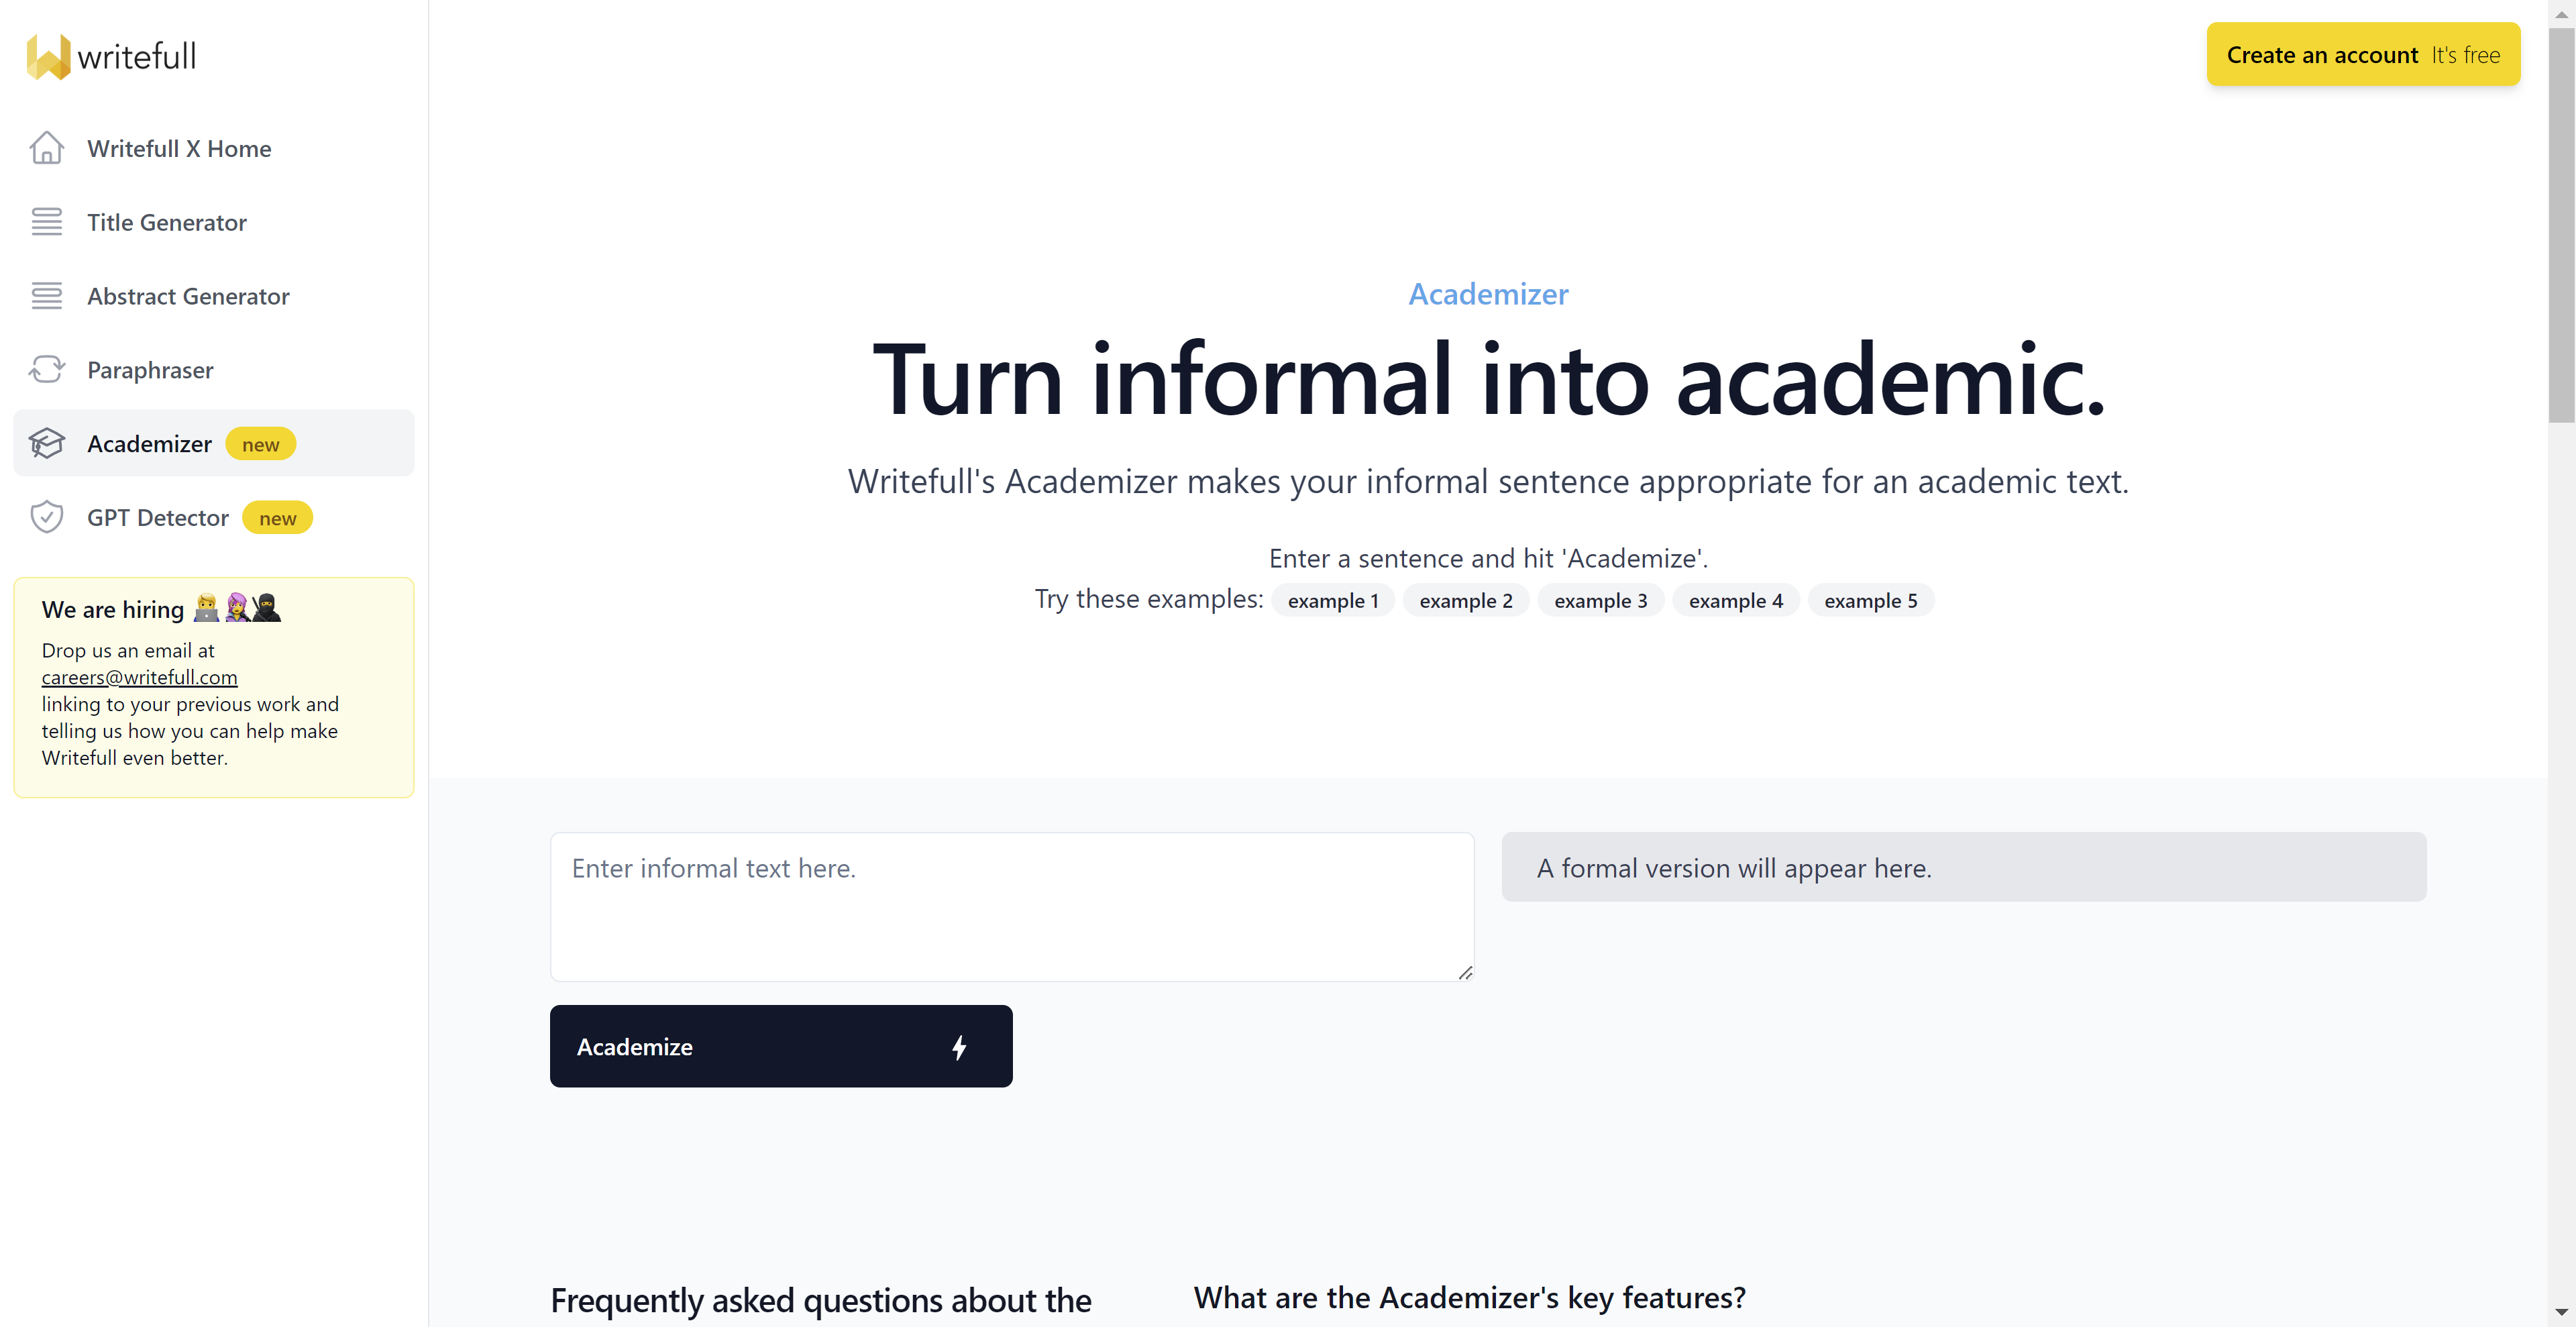 writefull
Create an account It's free
Writefull X Home
Title Generator
Abstract Generator
Paraphraser
Academizer new
GPT Detector new
We are hiring
Drop us an email at
careers@writefull.com
linking to your previous work and
telling us how you can help make
Writefull even better.
Academizer
Turn informal into academic.
Writefull's Academizer makes your informal sentence appropriate for an academic text.
Enter a sentence and hit 'Academize'.
Try these examples: example 1 example 2 example 3 example 4 example 5
Enter informal text here.
A formal version will appear here.
Academize
Frequently asked questions about the
What are the Academizer's key features?